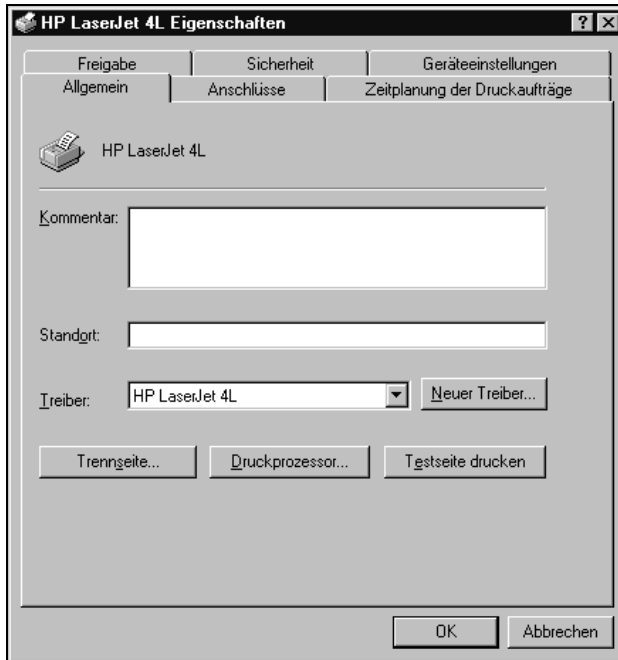 HP LaserJet 4L Eigenschaften
Freigabe Sicherheit Geräteeinstellungen
Allgemein Anschlüsse Zeitplanung der Druckaufträge
HP LaserJet 4L
Kommentar:
Standort:
Treiber: HP LaserJet 4L Neuer Treiber...
Trennseite... Druckprozessor... Testseite drucken
OK Abbrechen